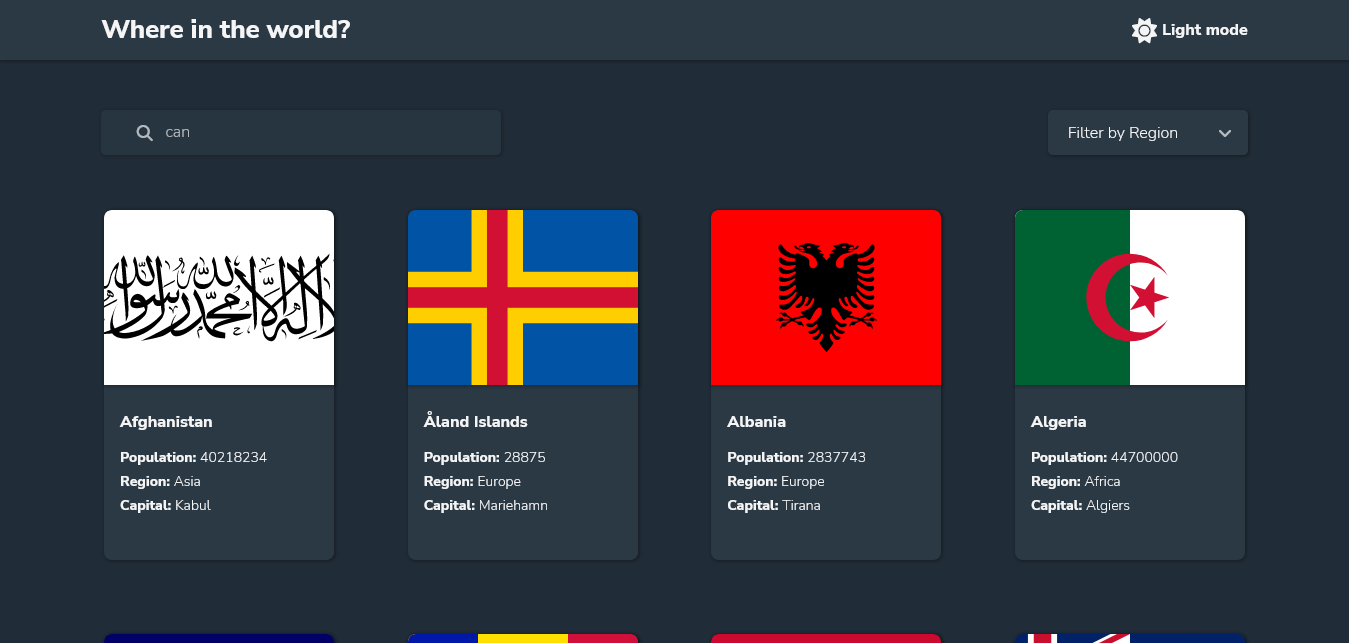 Where in the world?
Light mode
can
Filter by Region
لا إله إلا الله محمد رسول الله
Afghanistan
Population: 40218234
Region: Asia
Capital: Kabul
Åland Islands
Population: 28875
Region: Europe
Capital: Mariehamn
Albania
Population: 2837743
Region: Europe
Capital: Tirana
Algeria
Population: 44700000
Region: Africa
Capital: Algiers